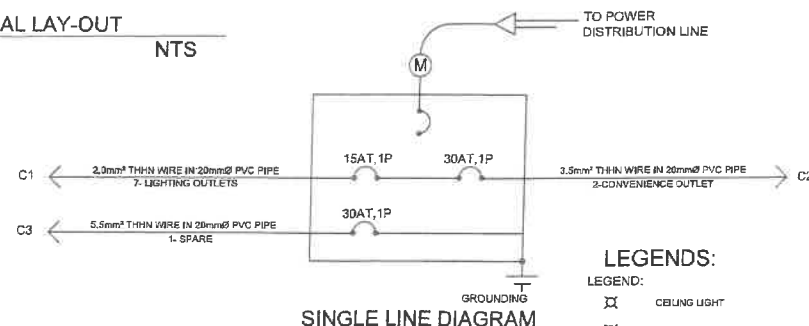 AL LAY-OUT
NTS
TO POWER
DISTRIBUTION LINE
M
15AT,1P
30AT,1P
C1
2.0mm² THHN WIRE IN 20mmØ PVC PIPE
7- LIGHTING OUTLETS
3.5mm² THHN WIRE IN 20mmØ PVC PIPE
2-CONVENIENCE OUTLET
C2
30AT,1P
C3
5.5mm² THHN WIRE IN 20mmØ PVC PIPE
1- SPARE
GROUNDING
SINGLE LINE DIAGRAM
LEGENDS:
LEGEND:
CEILING LIGHT